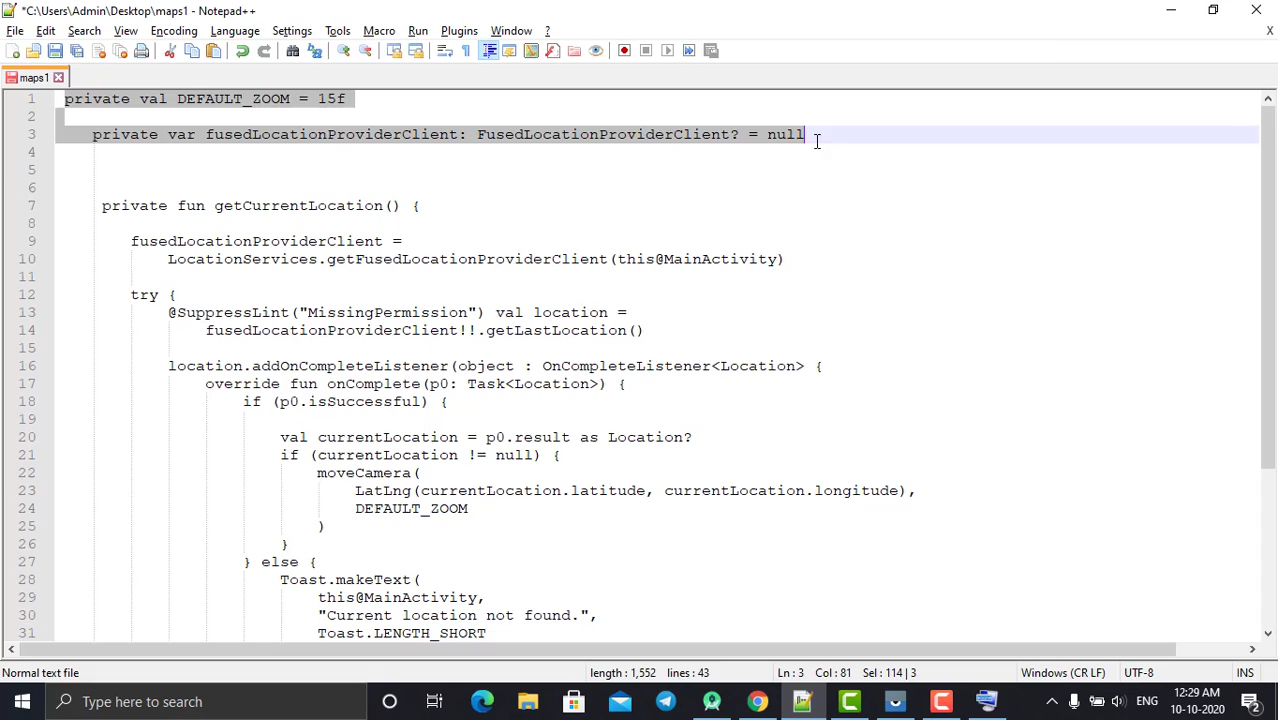 *C:\Users\Admin\Desktop\maps1 - Notepad++
File Edit Search View Encoding Language Settings Tools Macro Run Plugins Window ? X
maps1
1 private val DEFAULT_ZOOM = 15f
2
3 private var fusedLocationProviderClient: FusedLocationProviderClient? = null
4
5
6
7 private fun getCurrentLocation() {
8
9 fusedLocationProviderClient =
10 LocationServices.getFusedLocationProviderClient(this@MainActivity)
11
12 try {
13 @SuppressLint("MissingPermission") val location =
14 fusedLocationProviderClient!!.getLastLocation()
15
16 location.addOnCompleteListener(object : OnCompleteListener<Location> {
17 override fun onComplete(p0: Task<Location>) {
18 if (p0.isSuccessful) {
19
20 val currentLocation = p0.result as Location?
21 if (currentLocation != null) {
22 moveCamera(
23 LatLng(currentLocation.latitude, currentLocation.longitude),
24 DEFAULT_ZOOM
25 )
26 }
27 } else {
28 Toast.makeText(
29 this@MainActivity,
30 "Current location not found.",
31 Toast.LENGTH_SHORT
Normal text file length : 1,552 lines : 43 Ln : 3 Col : 81 Sel : 114 | 3 Windows (CR LF) UTF-8 INS
Type here to search ENG 12:29 AM 10-10-2020 2